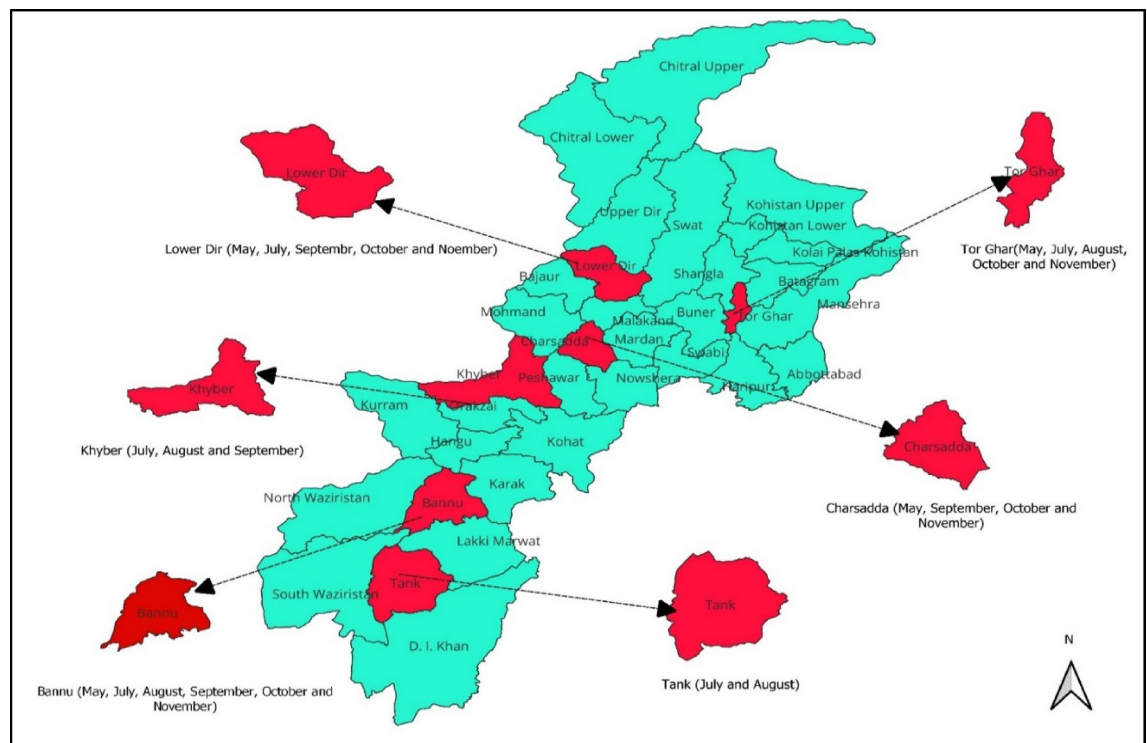 Chitral Upper
Chitral Lower
Lower Dir
Tor Ghar
Upper Dir
Kohistan Upper
Swat
Kohistan Lower
Lower Dir (May, July, Septembr, October and Noember)
Kolai Palas Kohistan
Tor Ghar(May, July, August,
October and November)
Lower Dir
Shangla
Bajaur
Batagram
Mansehra
Mohmand
Buner
Tor Ghar
Malakand
Charsadda
Mardan
Swabi
Khyber
Peshawar
Nowshera
Haripur
Abbottabad
Khyber
Kurram
Orakzai
Hangu
Kohat
Charsadda
Khyber (July, August and September)
Karak
North Waziristan
Bannu
Charsadda (May, September, October and
November)
Lakki Marwat
Tank
South Waziristan
Bannu
Tank
D. I. Khan
N
Tank (July and August)
Bannu (May, July, August, September, October and
November)